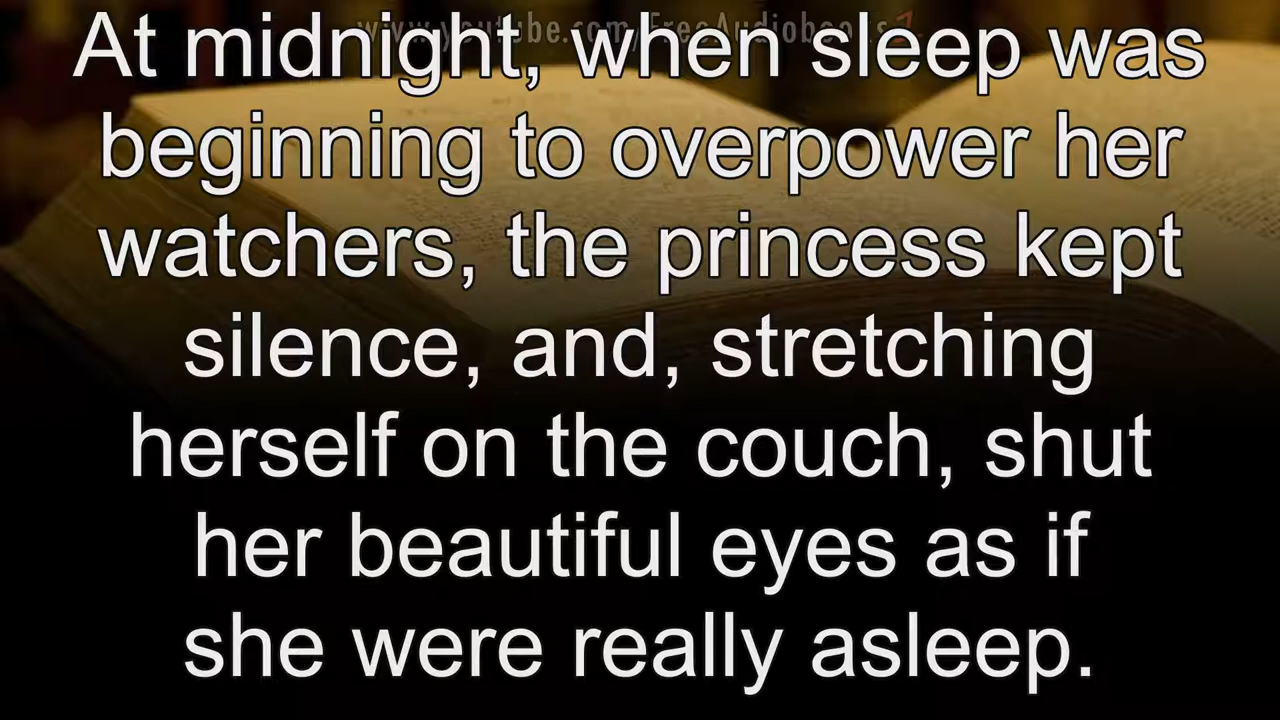 www.youtube.com/FreeAudiobooks
At midnight, when sleep was
beginning to overpower her
watchers, the princess kept
silence, and, stretching
herself on the couch, shut
her beautiful eyes as if
she were really asleep.